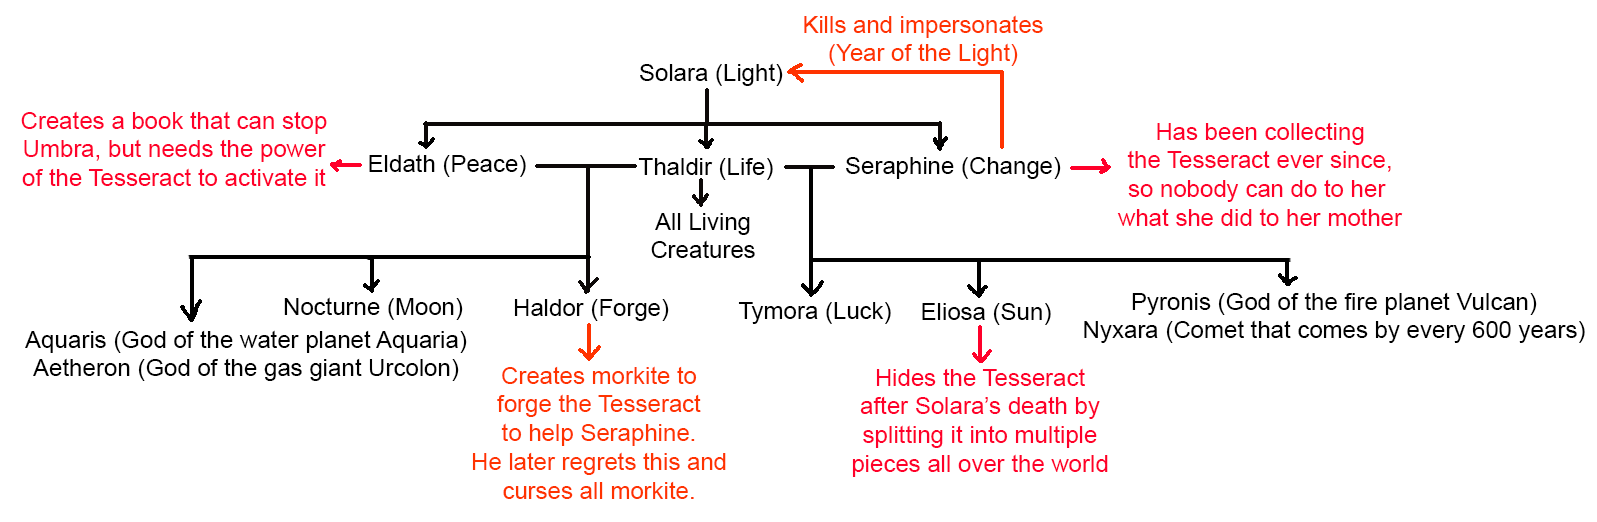 Kills and impersonates
(Year of the Light)
Solara (Light)
Creates a book that can stop
Umbra, but needs the power
of the Tesseract to activate it
Eldath (Peace)
Thaldir (Life)
Seraphine (Change)
Has been collecting
the Tesseract ever since,
so nobody can do to her
what she did to her mother
All Living
Creatures
Aquaris (God of the water planet Aquaria)
Aetheron (God of the gas giant Urcolon)
Nocturne (Moon)
Haldor (Forge)
Tymora (Luck)
Eliosa (Sun)
Pyronis (God of the fire planet Vulcan)
Nyxara (Comet that comes by every 600 years)
Creates morkite to
forge the Tesseract
to help Seraphine.
He later regrets this and
curses all morkite.
Hides the Tesseract
after Solara's death by
splitting it into multiple
pieces all over the world